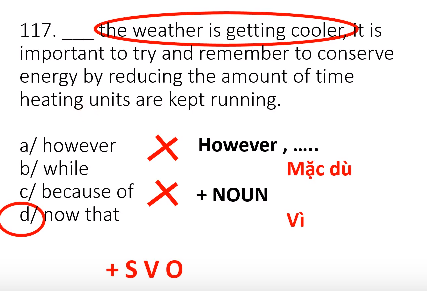 117. ___ the weather is getting cooler, it is
important to try and remember to conserve
energy by reducing the amount of time
heating units are kept running.
a/ however
However , .....
b/ while
Mặc dù
c/ because of
+ NOUN
d/ now that
Vì
+ S V O